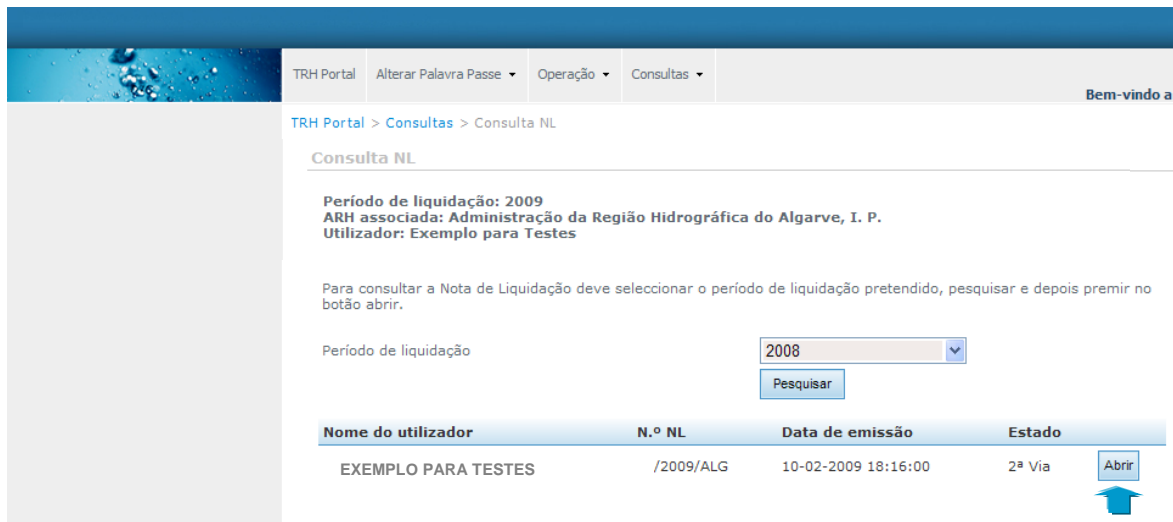 TRH Portal Alterar Palavra Passe Operação Consultas
Bem-vindo a
TRH Portal > Consultas > Consulta NL
Consulta NL
Período de liquidação: 2009
ARH associada: Administração da Região Hidrográfica do Algarve, I. P.
Utilizador: Exemplo para Testes
Para consultar a Nota de Liquidação deve seleccionar o período de liquidação pretendido, pesquisar e depois premir no
botão abrir.
Período de liquidação 2008
Pesquisar
Nome do utilizador N.º NL Data de emissão Estado
EXEMPLO PARA TESTES /2009/ALG 10-02-2009 18:16:00 2ª Via Abrir